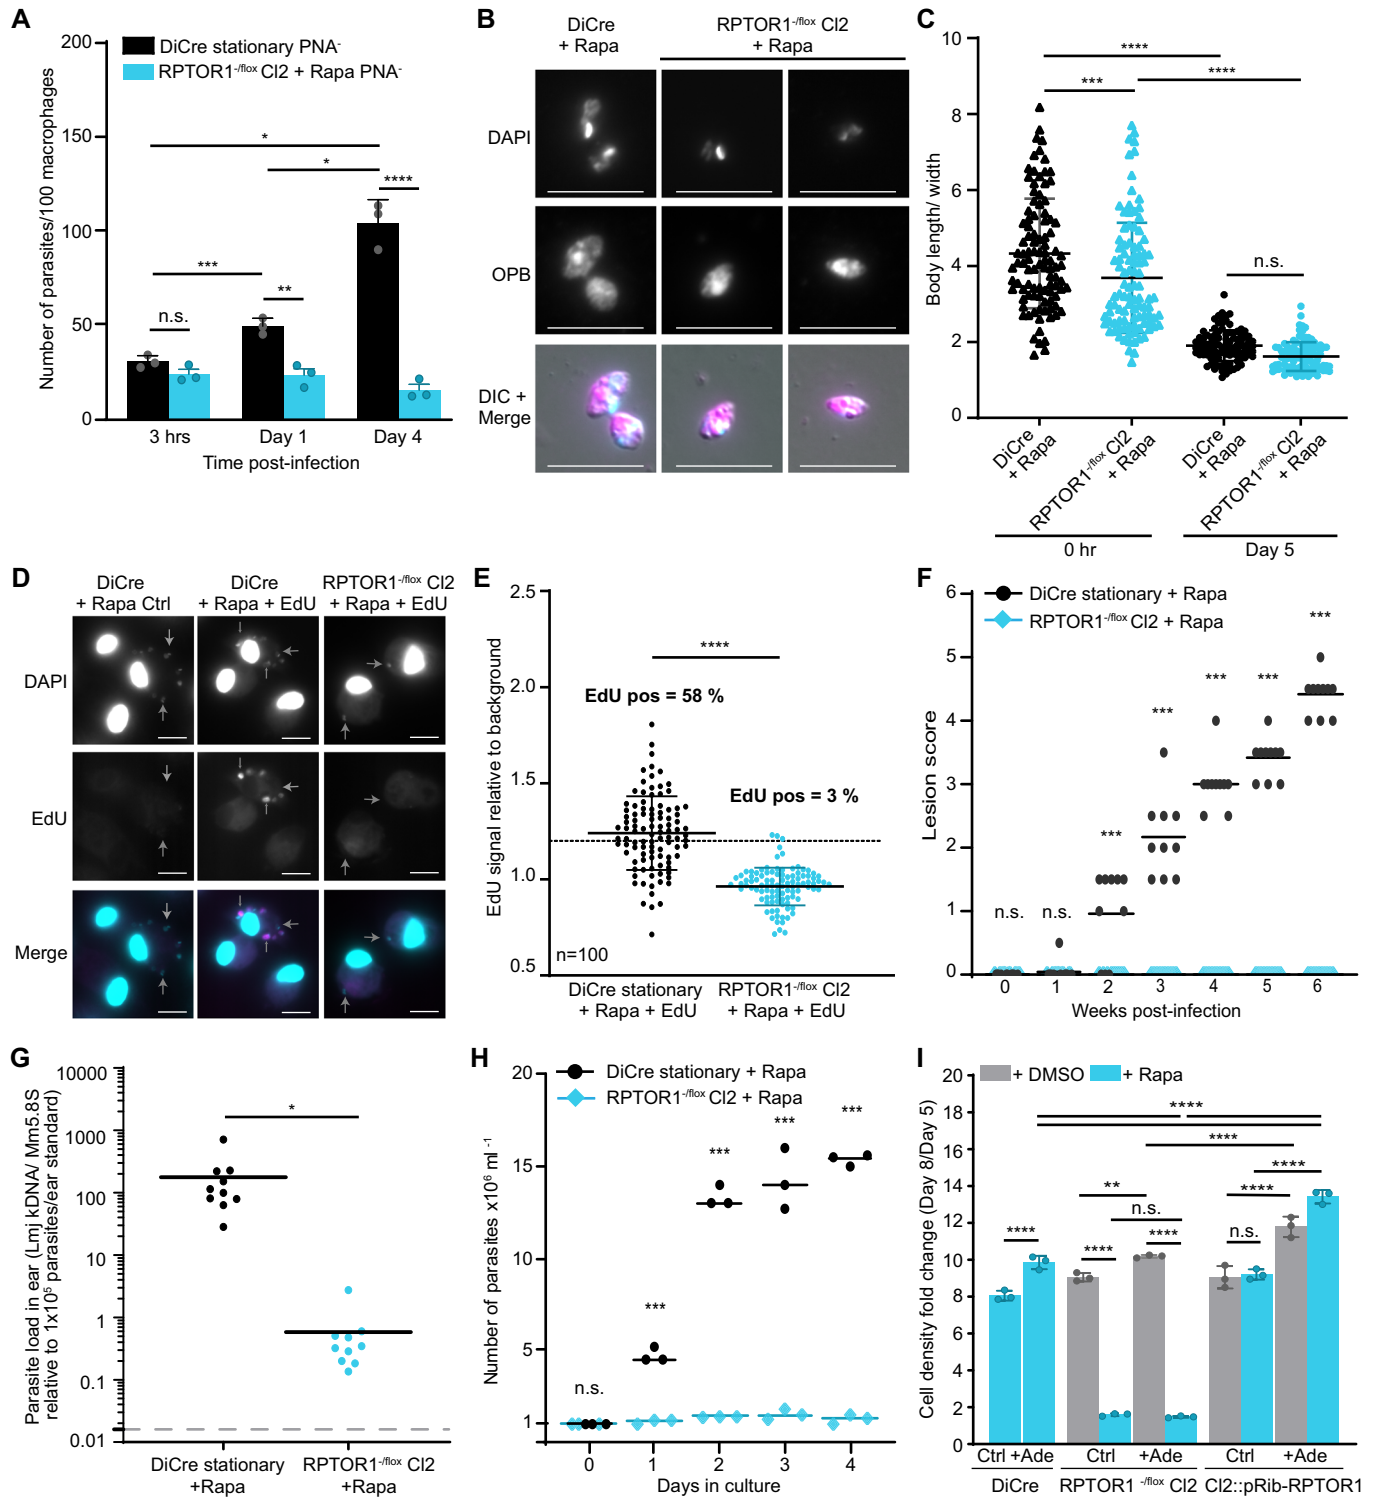 A
200
150
100
50
0
Number of parasites/100 macrophages
DiCre stationary PNA-
RPTOR1-/flox Cl2 + Rapa PNA-
*
*
****
***
**
n.s.
3 hrs Day 1 Day 4
Time post-infection
B
DiCre
+ Rapa
RPTOR1-/flox Cl2
+ Rapa
DAPI
OPB
DIC +
Merge
C
10
8
6
4
2
0
Body length/ width
****
***
****
n.s.
DiCre
+ Rapa
RPTOR1-/flox Cl2
+ Rapa
DiCre
+ Rapa
RPTOR1-/flox Cl2
+ Rapa
0 hr
Day 5
D
DiCre
+ Rapa Ctrl
DiCre
+ Rapa + EdU
RPTOR1-/flox Cl2
+ Rapa + EdU
DAPI
EdU
Merge
E
2.5
2.0
1.5
1.0
0.5
EdU signal relative to background
****
EdU pos = 58 %
EdU pos = 3 %
n=100
DiCre stationary
+ Rapa + EdU
RPTOR1-/flox Cl2
+ Rapa + EdU
F
6
5
4
3
2
1
0
Lesion score
DiCre stationary + Rapa
RPTOR1-/flox Cl2 + Rapa
n.s.
n.s.
***
***
***
***
***
0 1 2 3 4 5 6
Weeks post-infection
G
10000
1000
100
10
1
0.1
0.01
Parasite load in ear (Lmj kDNA/ Mm5.8S
relative to 1x10⁵ parasites/ear standard)
*
DiCre stationary
+Rapa
RPTOR1-/flox Cl2
+Rapa
H
20
15
10
5
1
Number of parasites x10⁶ ml -1
DiCre stationary + Rapa
RPTOR1-/flox Cl2 + Rapa
n.s.
***
***
***
***
0 1 2 3 4
Days in culture
I
20
18
16
14
12
10
8
6
4
2
0
Cell density fold change (Day 8/Day 5)
+ DMSO + Rapa
****
****
****
**
****
n.s.
****
****
****
n.s.
Ctrl +Ade Ctrl +Ade Ctrl +Ade
DiCre RPTOR1 -/flox Cl2 Cl2::pRib-RPTOR1